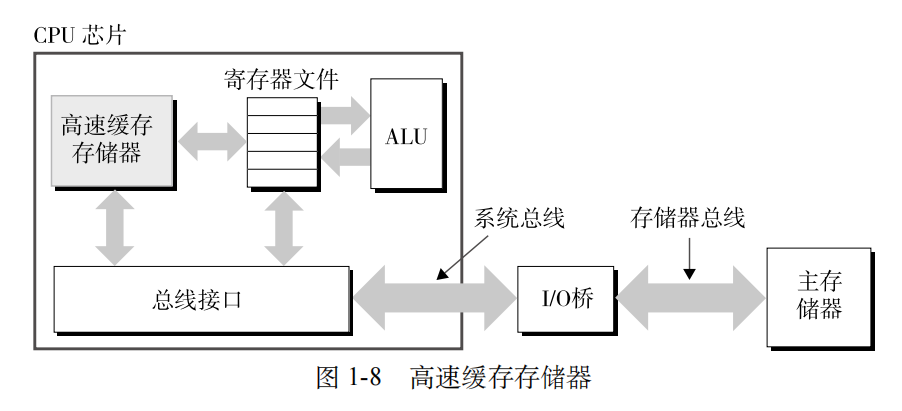 CPU 芯片
寄存器文件
高速缓存
存储器
ALU
系统总线
存储器总线
总线接口
I/O桥
主存
储器
图 1-8 高速缓存存储器